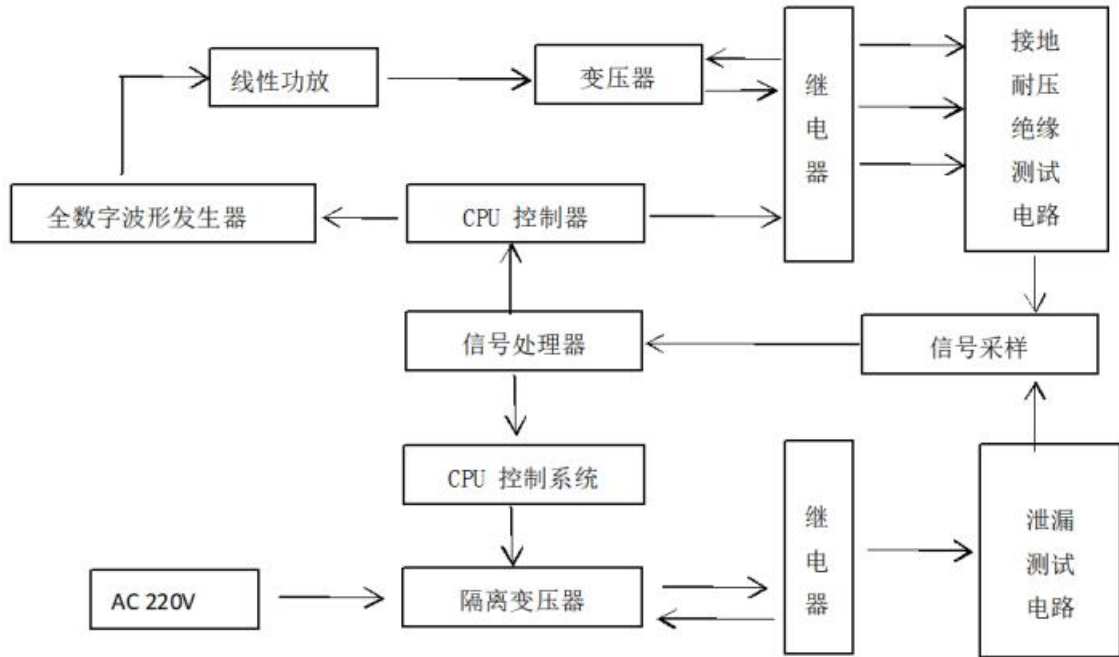 线性功放
变压器
继
电
器
接地
耐压
绝缘
测试
电路
全数字波形发生器
CPU 控制器
信号处理器
信号采样
CPU 控制系统
继
电
器
泄漏
测试
电路
AC 220V
隔离变压器